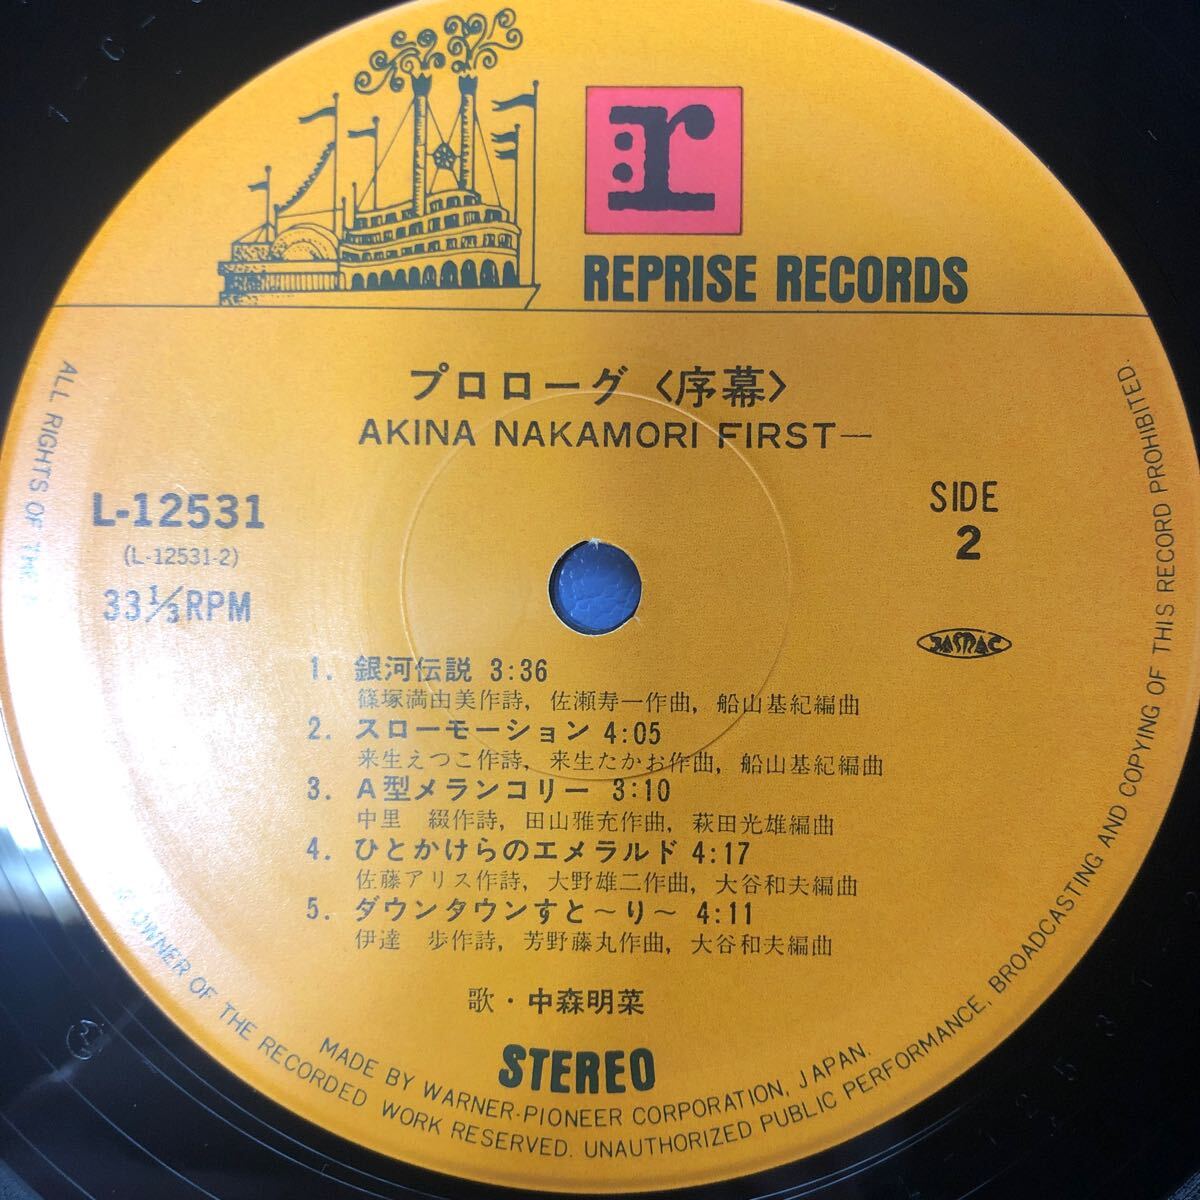 r
REPRISE RECORDS
プロローグ〈序幕〉
AKINA NAKAMORI FIRST—
L-12531
(L-12531-2)
33 1/3 RPM
SIDE
2
JASRAC
1. 銀河伝説 3:36
篠塚満由美作詩, 佐瀬寿一作曲, 船山基紀編曲
2. スローモーション 4:05
来生えつこ作詩, 来生たかお作曲, 船山基紀編曲
3. A型メランコリー 3:10
中里 綴作詩, 田山雅充作曲, 萩田光雄編曲
4. ひとかけらのエメラルド 4:17
佐藤アリス作詩, 大野雄二作曲, 大谷和夫編曲
5. ダウンタウンすと〜り〜 4:11
伊達 歩作詩, 芳野藤丸作曲, 大谷和夫編曲
歌・中森明菜
STEREO
MADE BY WARNER-PIONEER CORPORATION, JAPAN.
ALL RIGHTS OF THE OWNER OF THE RECORDED WORK RESERVED. UNAUTHORIZED PUBLIC PERFORMANCE, BROADCASTING AND COPYING OF THIS RECORD PROHIBITED.